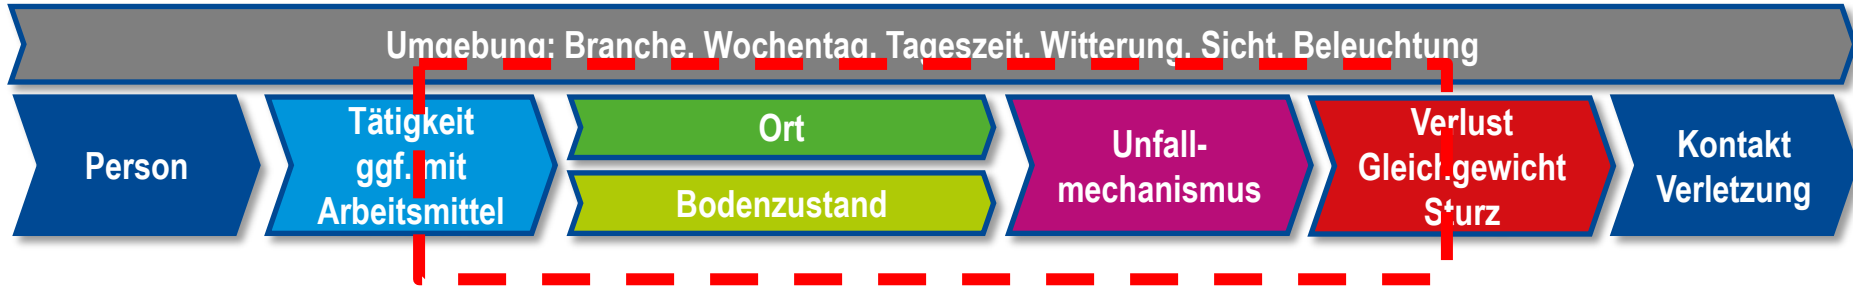 Umgebung: Branche, Wochentag, Tageszeit, Witterung, Sicht, Beleuchtung
Person
Tätigkeit
ggf. mit
Arbeitsmittel
Ort
Bodenzustand
Unfall-
mechanismus
Verlust
Gleichgewicht
Sturz
Kontakt
Verletzung